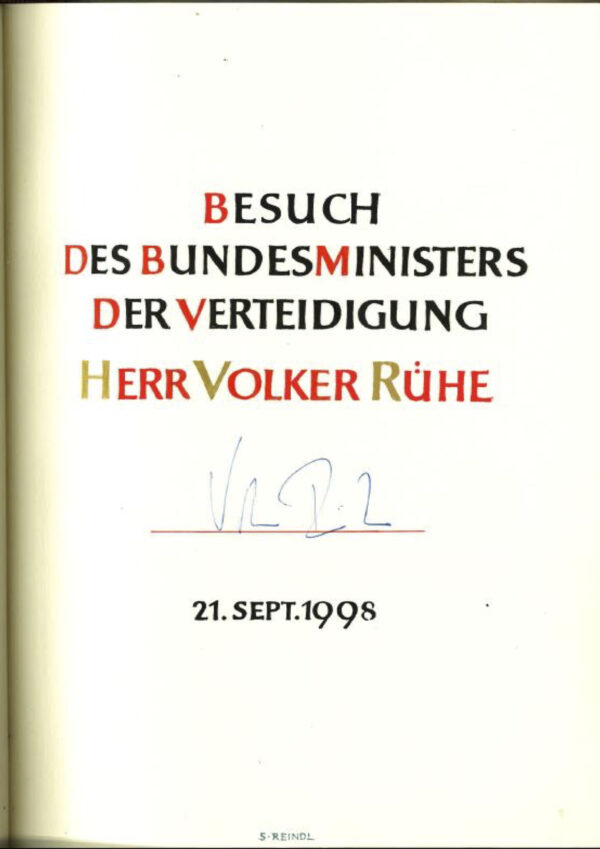 BESUCH
DES BUNDESMINISTERS
DER VERTEIDIGUNG
HERR VOLKER RÜHE
21. SEPT. 1998
S·REINDL